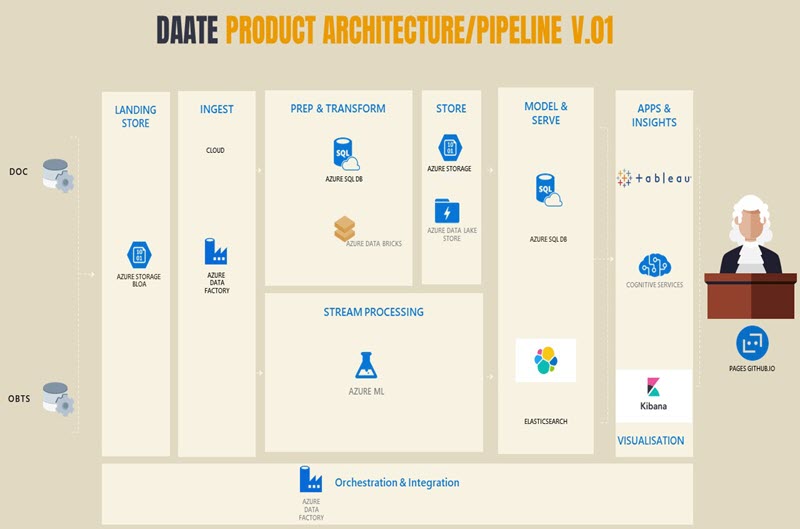 DAATE PRODUCT ARCHITECTURE/PIPELINE V.01
DOC
OBTS
LANDING
STORE
AZURE STORAGE
BLOA
INGEST
CLOUD
AZURE
DATA
FACTORY
PREP & TRANSFORM
SQL
AZURE SQL DB
AZURE DATA BRICKS
STREAM PROCESSING
AZURE ML
STORE
10
01
AZURE STORAGE
AZURE DATA LAKE
STORE
MODEL &
SERVE
SQL
AZURE SQL DB
ELASTICSEARCH
APPS &
INSIGHTS
+ableau
COGNITIVE SERVICES
Kibana
VISUALISATION
PAGES GITHUB.IO
AZURE
DATA
FACTORY
Orchestration & Integration